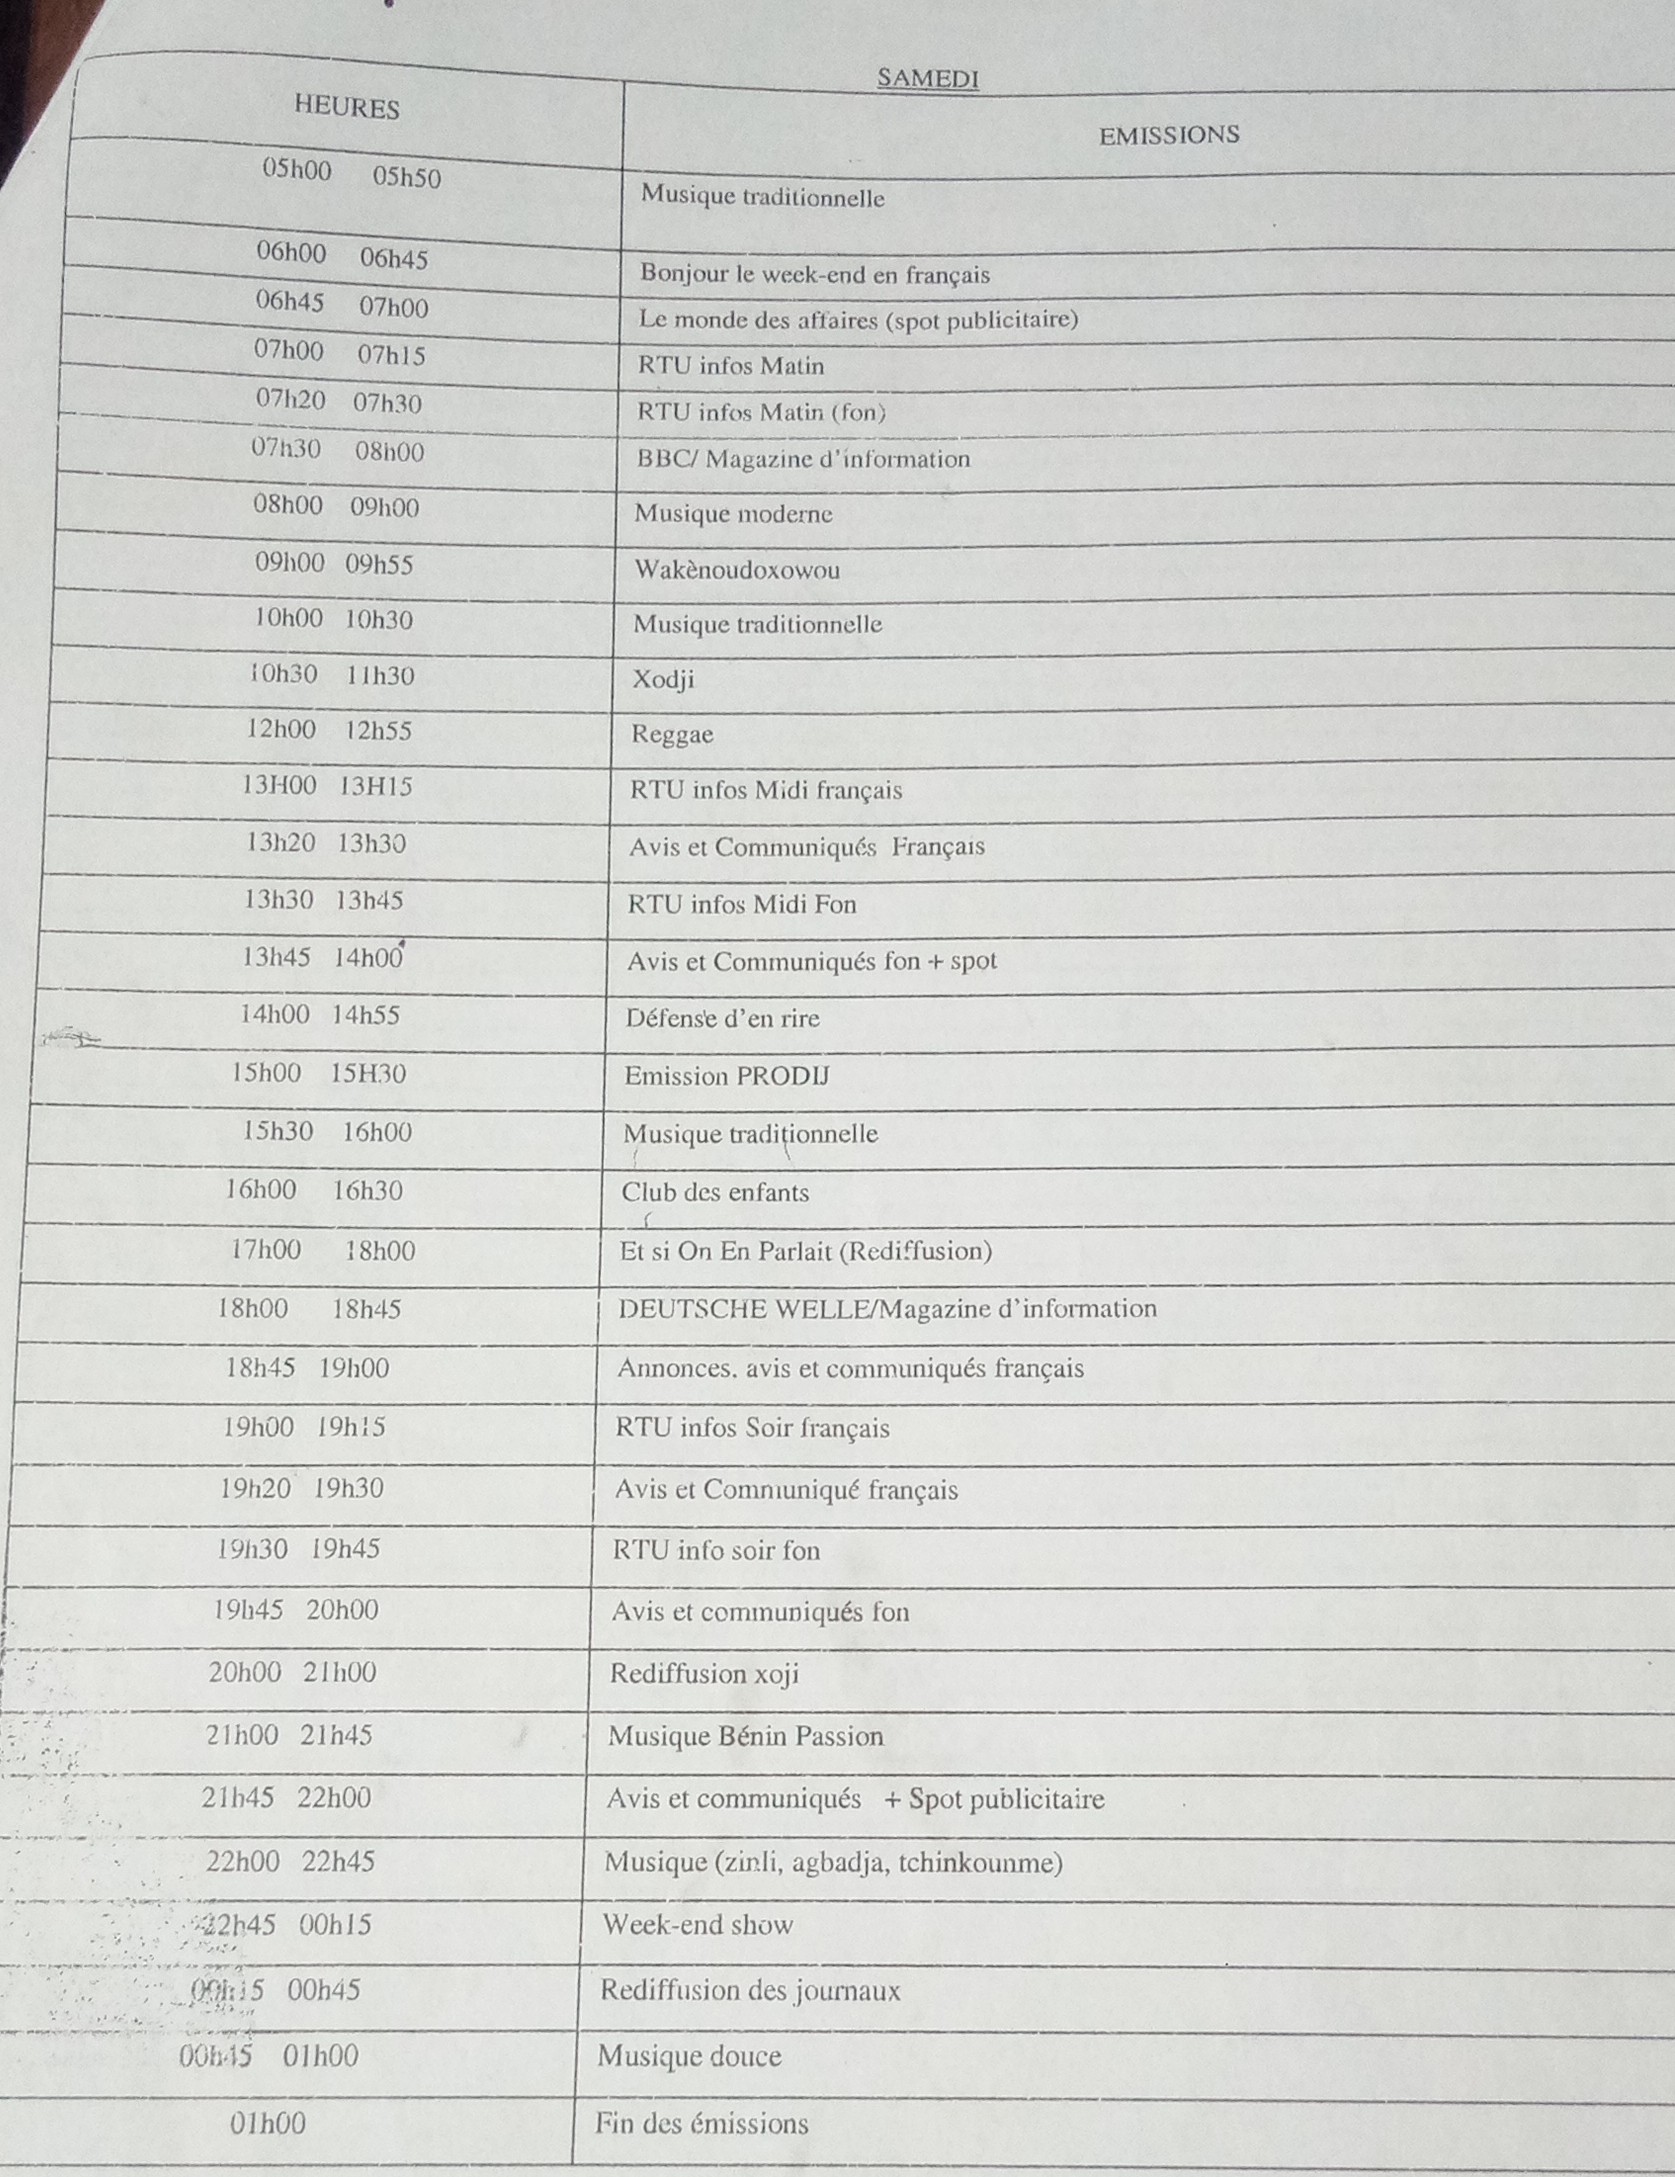 SAMEDI
HEURES EMISSIONS
05h00 05h50 Musique traditionnelle
06h00 06h45 Bonjour le week-end en français
06h45 07h00 Le monde des affaires (spot publicitaire)
07h00 07h15 RTU infos Matin
07h20 07h30 RTU infos Matin (fon)
07h30 08h00 BBC/ Magazine d'information
08h00 09h00 Musique moderne
09h00 09h55 Wakènoudoxowou
10h00 10h30 Musique traditionnelle
10h30 11h30 Xodji
12h00 12h55 Reggae
13H00 13H15 RTU infos Midi français
13h20 13h30 Avis et Communiqués Français
13h30 13h45 RTU infos Midi Fon
13h45 14h00 Avis et Communiqués fon + spot
14h00 14h55 Défense d'en rire
15h00 15H30 Emission PRODIJ
15h30 16h00 Musique traditionnelle
16h00 16h30 Club des enfants
17h00 18h00 Et si On En Parlait (Rediffusion)
18h00 18h45 DEUTSCHE WELLE/Magazine d'information
18h45 19h00 Annonces. avis et communiqués français
19h00 19h15 RTU infos Soir français
19h20 19h30 Avis et Communiqué français
19h30 19h45 RTU info soir fon
19h45 20h00 Avis et communiqués fon
20h00 21h00 Rediffusion xoji
21h00 21h45 Musique Bénin Passion
21h45 22h00 Avis et communiqués + Spot publicitaire
22h00 22h45 Musique (zinli, agbadja, tchinkounme)
22h45 00h15 Week-end show
00h15 00h45 Rediffusion des journaux
00h45 01h00 Musique douce
01h00 Fin des émissions